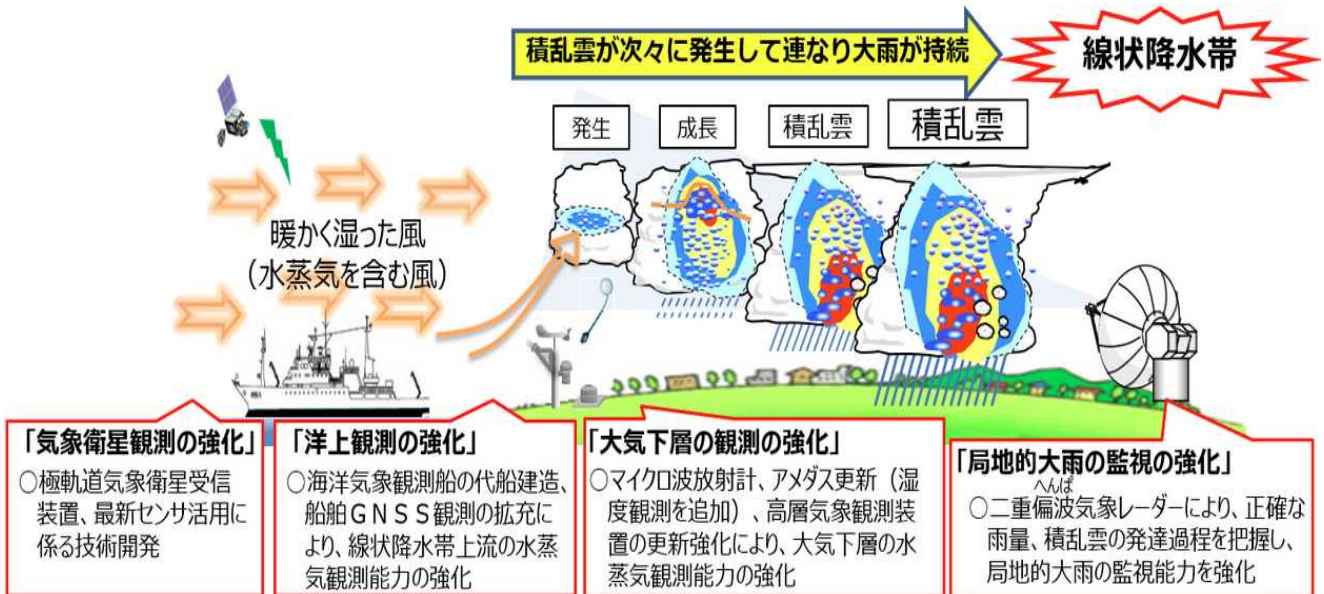 積乱雲が次々に発生して連なり大雨が持続
線状降水帯
発生
成長
積乱雲
積乱雲
暖かく湿った風
（水蒸気を含む風）
「気象衛星観測の強化」
○極軌道気象衛星受信
装置、最新センサ活用に
係る技術開発
「洋上観測の強化」
○海洋気象観測船の代船建造、
船舶ＧＮＳＳ観測の拡充に
より、線状降水帯上流の水蒸
気観測能力の強化
「大気下層の観測の強化」
○マイクロ波放射計、アメダス更新（湿
度観測を追加）、高層気象観測装
置の更新強化により、大気下層の水
蒸気観測能力の強化
「局地的大雨の監視の強化」
へんぱ
○二重偏波気象レーダーにより、正確な
雨量、積乱雲の発達過程を把握し、
局地的大雨の監視能力を強化